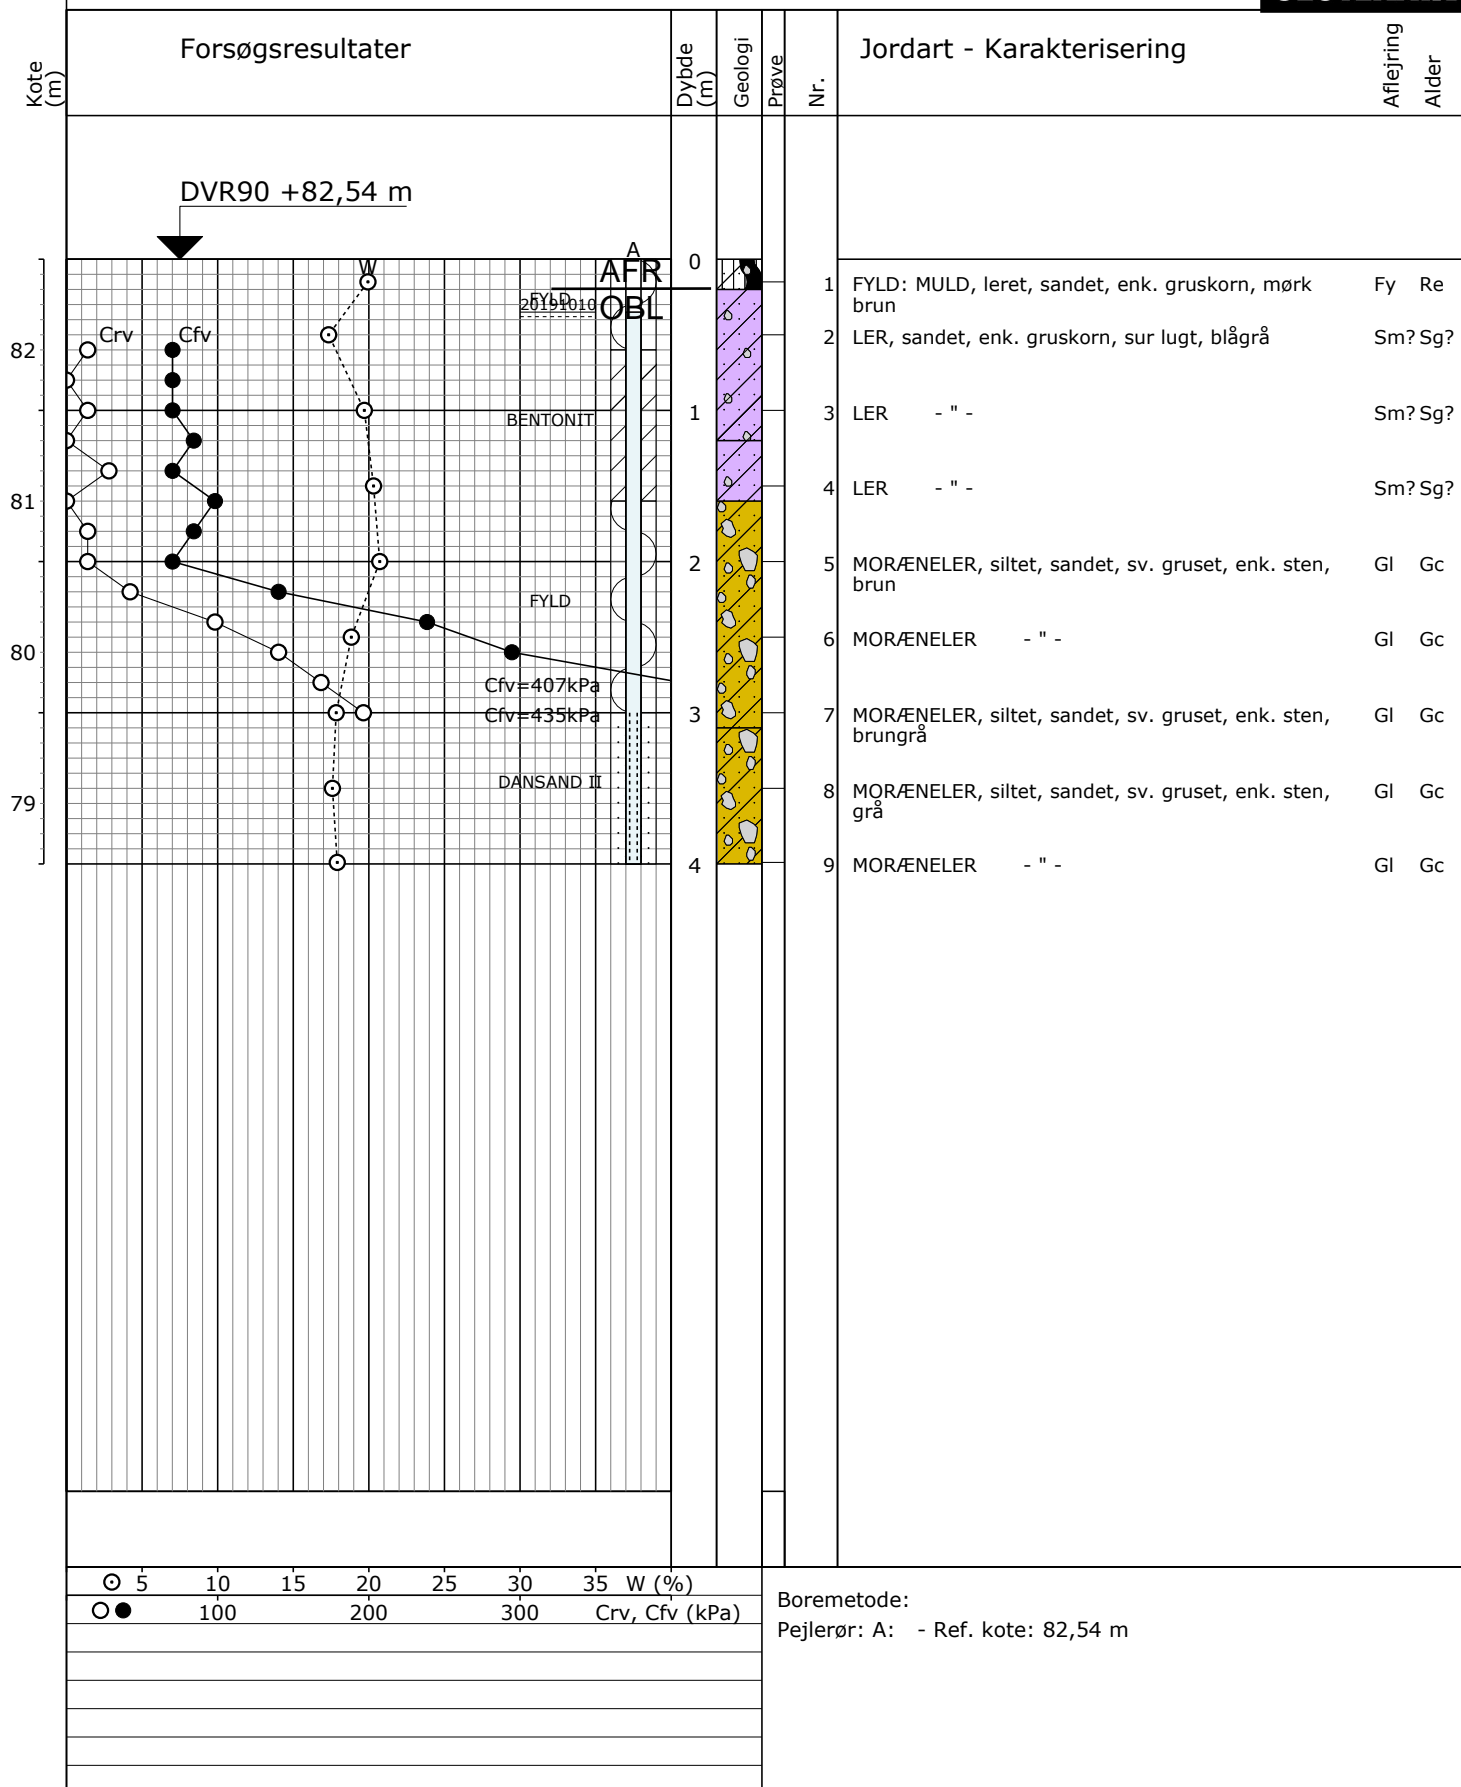 Kote
(m)
Forsøgsresultater
Dybde
(m)
Geologi
Prøve
Nr.
Jordart - Karakterisering
Aflejring
Alder
DVR90 +82,54 m
A
W
AFR
0
FYLD
20191010
OBL
1 FYLD: MULD, leret, sandet, enk. gruskorn, mørk Fy Re
brun
Crv Cfv
2 LER, sandet, enk. gruskorn, sur lugt, blågrå Sm? Sg?
82
BENTONIT
1
3 LER - " - Sm? Sg?
81
4 LER - " - Sm? Sg?
2
5 MORÆNELER, siltet, sandet, sv. gruset, enk. sten, Gl Gc
brun
FYLD
80
6 MORÆNELER - " - Gl Gc
Cfv=407kPa
Cfv=435kPa
3
7 MORÆNELER, siltet, sandet, sv. gruset, enk. sten, Gl Gc
brungrå
DANSAND II
79
8 MORÆNELER, siltet, sandet, sv. gruset, enk. sten, Gl Gc
grå
4
9 MORÆNELER - " - Gl Gc
5 10 15 20 25 30 35 W (%)
100 200 300 Crv, Cfv (kPa)
Boremetode:
Pejlerør: A: - Ref. kote: 82,54 m